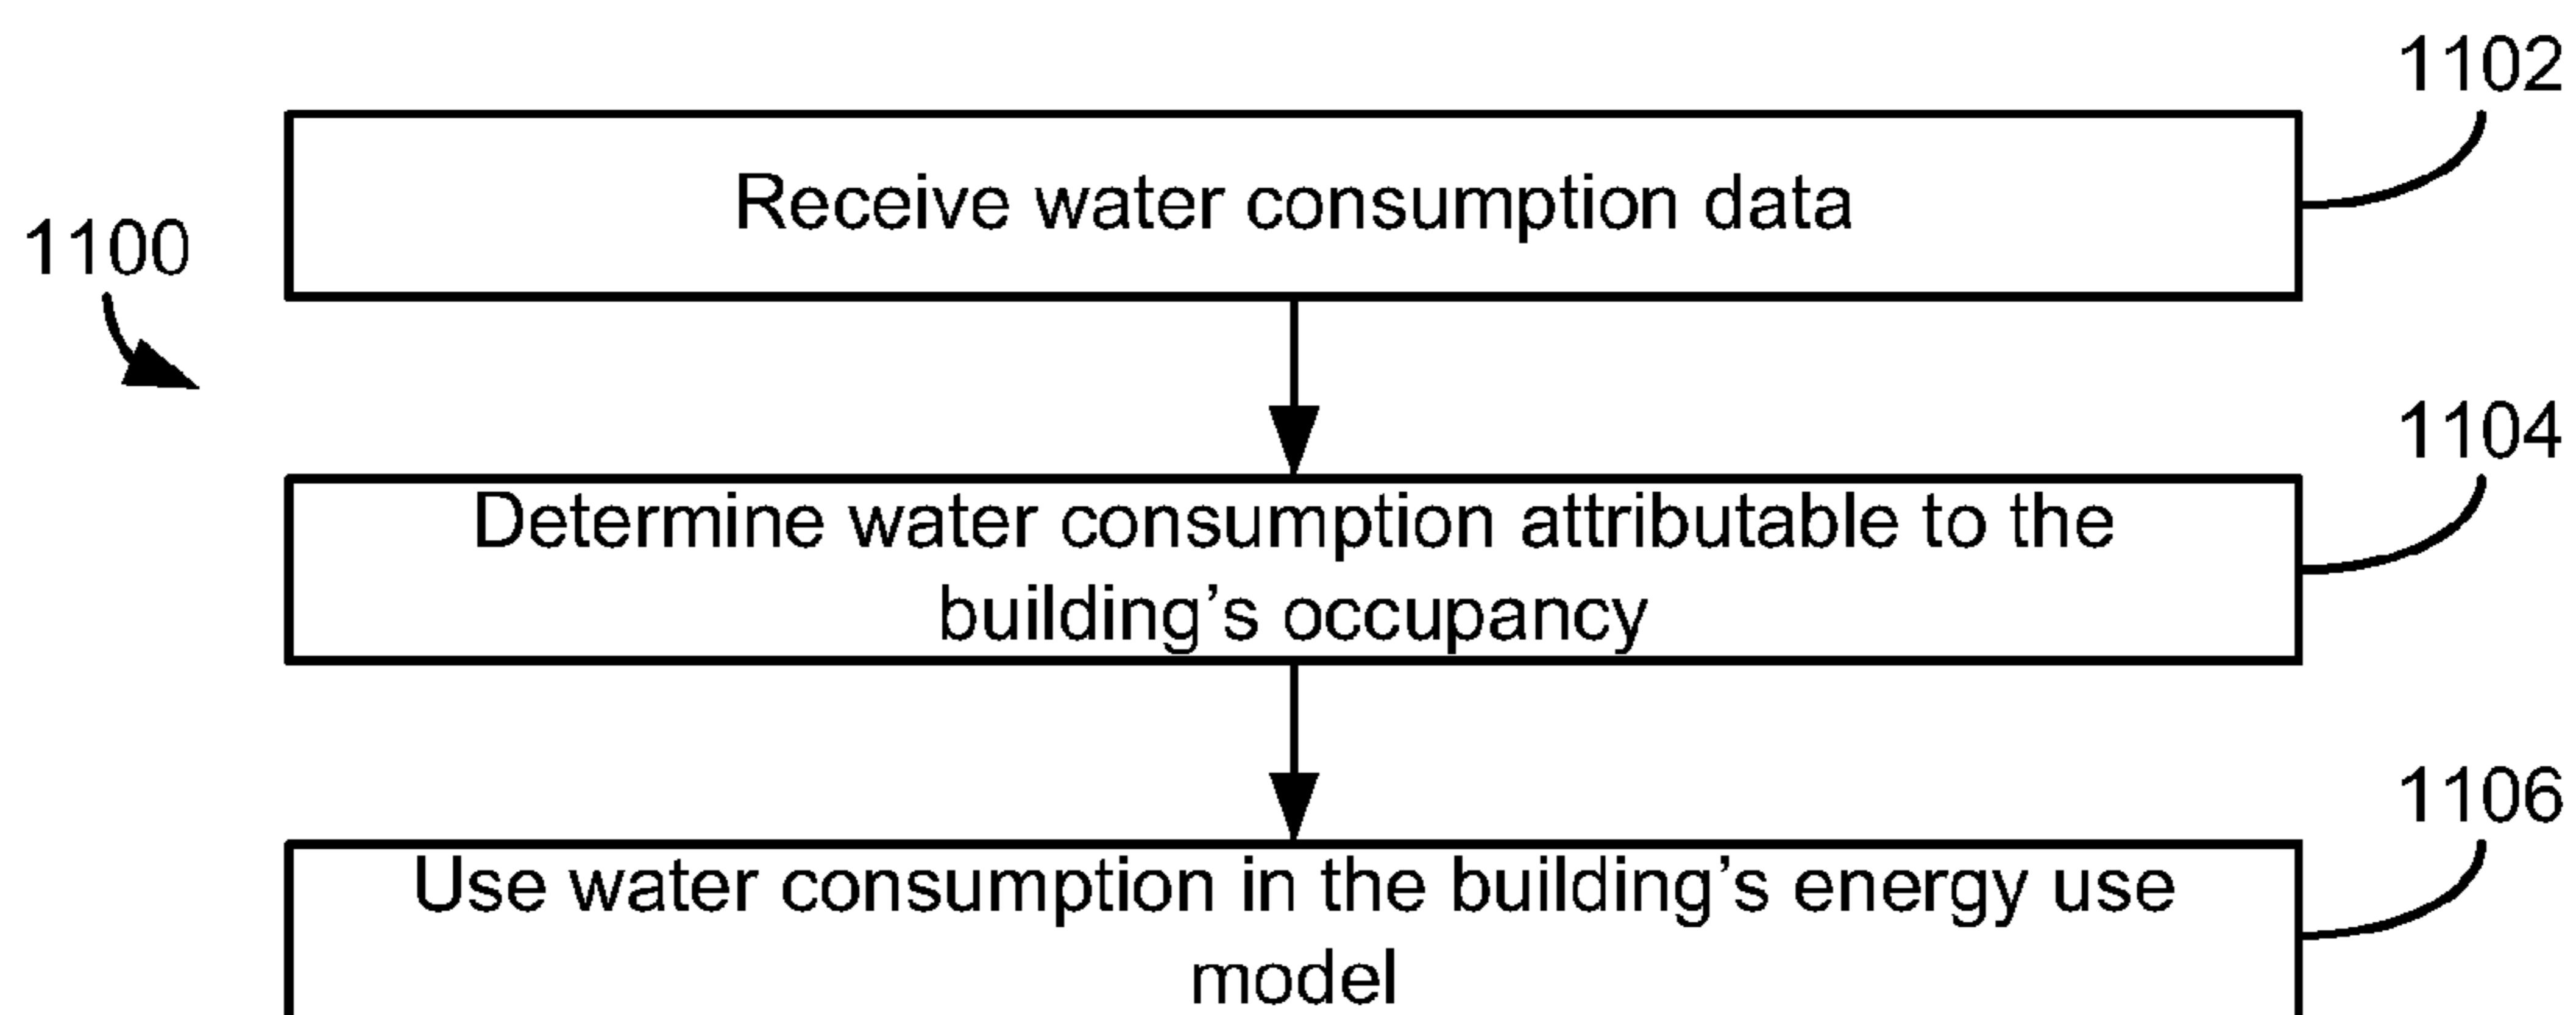 1102
Receive water consumption data
1100
1104
Determine water consumption attributable to the
building’s occupancy
1106
Use water consumption in the building’s energy use
model